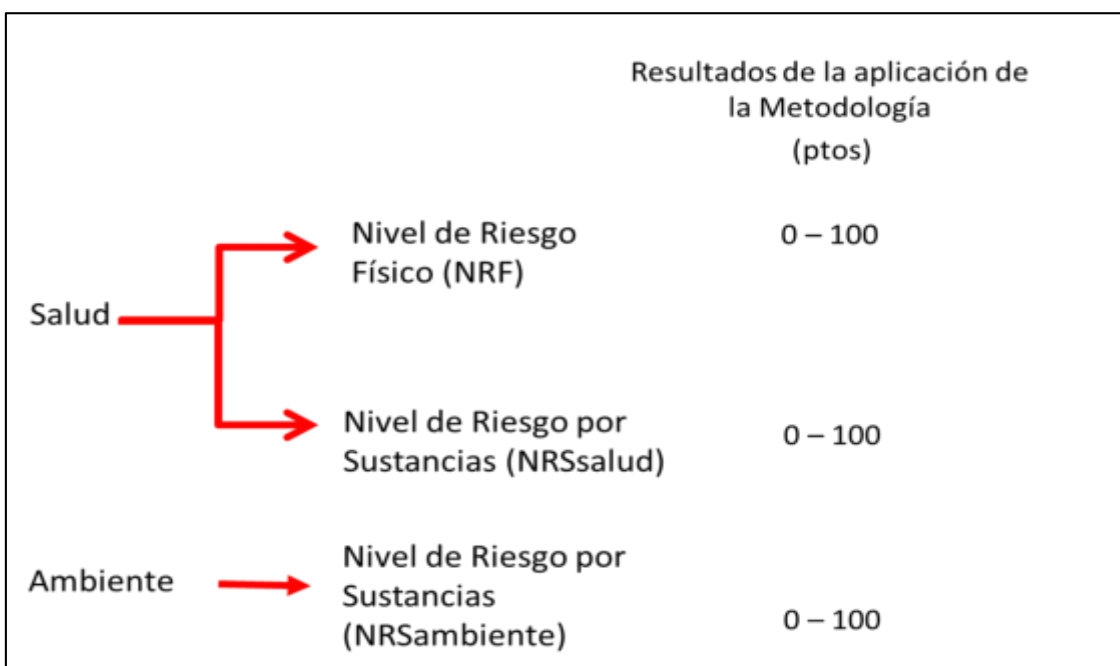 Resultados de la aplicación de
la Metodología
(ptos)
Nivel de Riesgo
Físico (NRF)
0 – 100
Salud
Nivel de Riesgo por
Sustancias (NRSsalud)
0 – 100
Ambiente
Nivel de Riesgo por
Sustancias
(NRSambiente)
0 – 100